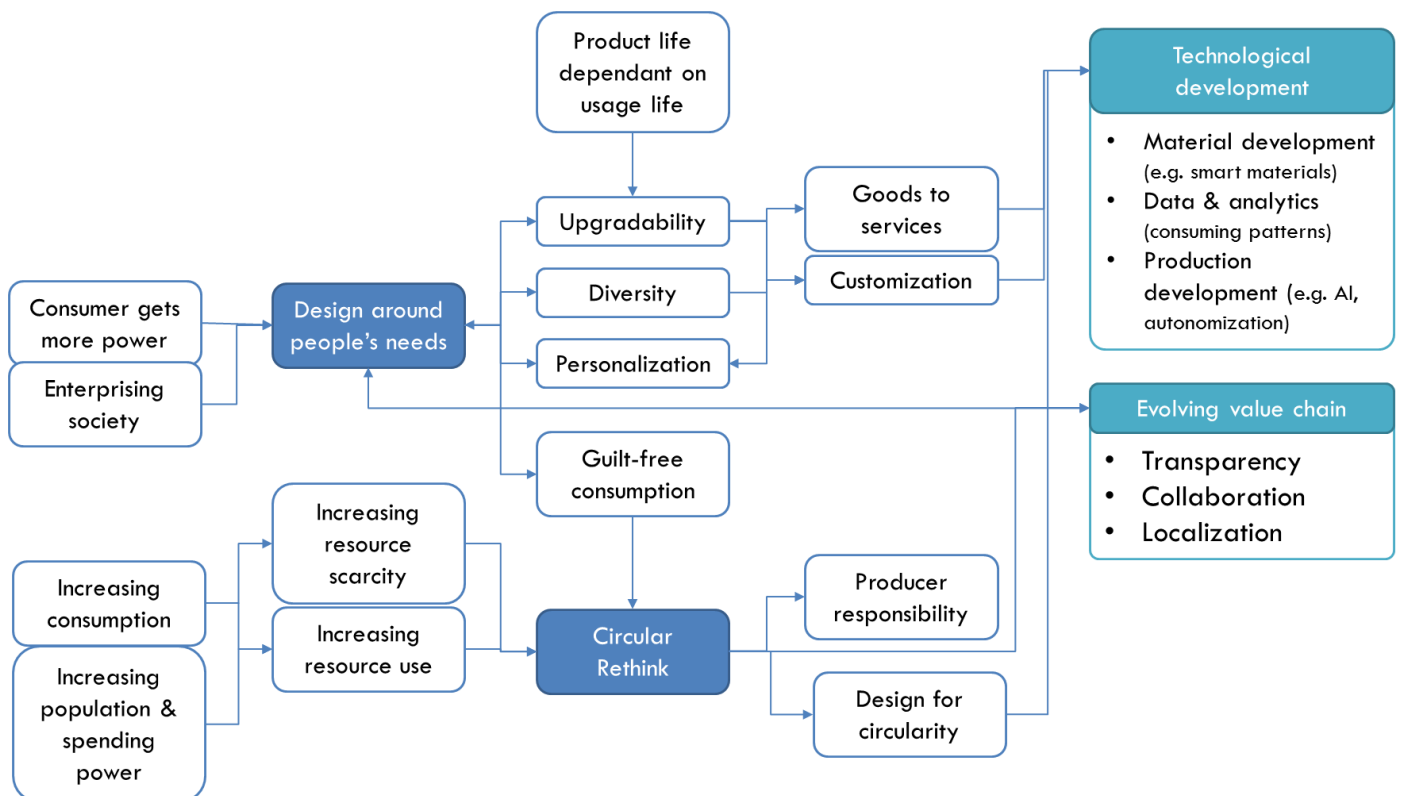 Product life
dependant on
usage life
Technological
development
• Material development
(e.g. smart materials)
• Data & analytics
(consuming patterns)
• Production
development (e.g. AI,
autonomization)
Upgradability
Goods to
services
Diversity
Customization
Personalization
Consumer gets
more power
Enterprising
society
Design around
people's needs
Guilt-free
consumption
Evolving value chain
• Transparency
• Collaboration
• Localization
Increasing
resource
scarcity
Increasing
consumption
Increasing
resource use
Increasing
population &
spending
power
Circular
Rethink
Producer
responsibility
Design for
circularity